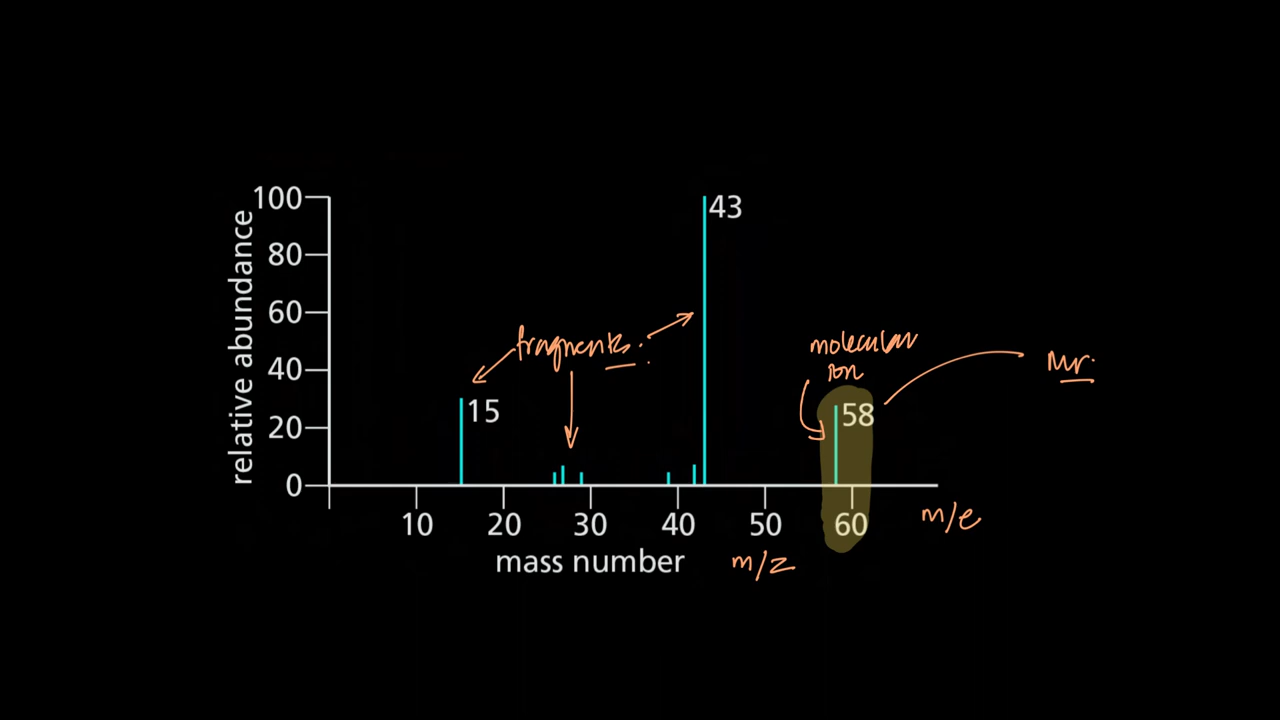 100
80
60
40
20
0
relative abundance
43
fragments.
molecular
ion
Mr.
15
58
10 20 30 40 50 60
m/e
mass number
m/z